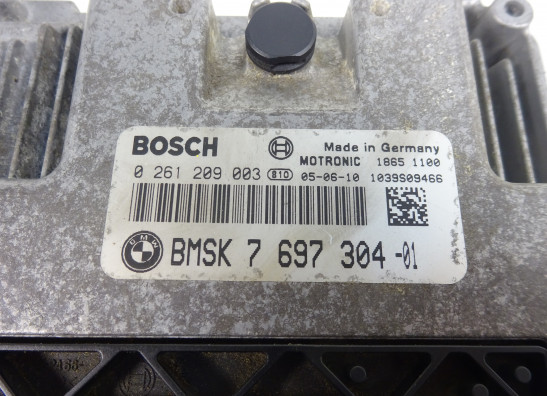 BOSCH
Made in Germany
MOTRONIC 1865 1100
0 261 209 003 810 05-06-10 1039S09466
BMW
BMSK 7 697 304-01